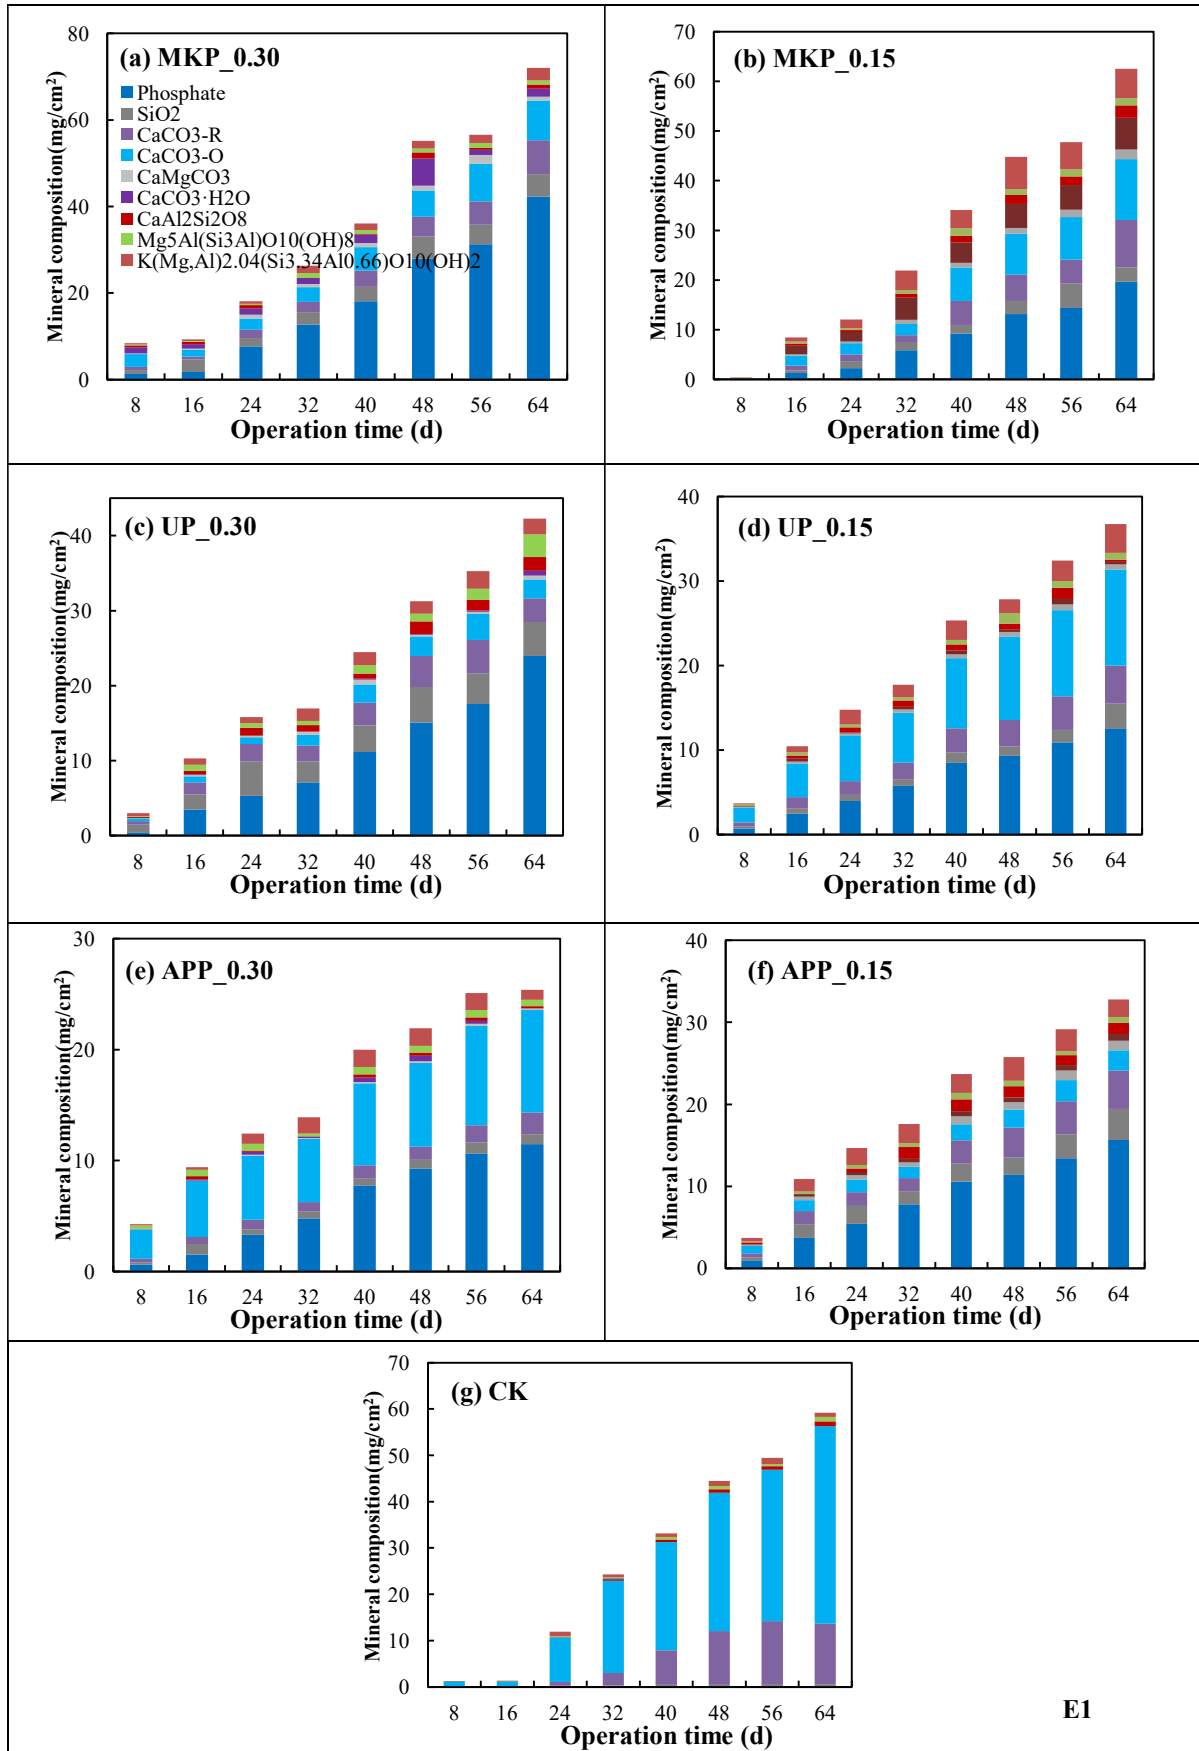 (a) MKP_0.30
Mineral composition(mg/cm²)
80
60
40
20
0
Phosphate
SiO2
CaCO3-R
CaCO3-O
CaMgCO3
CaCO3·H2O
CaAl2Si2O8
Mg5Al(Si3Al)O10(OH)8
K(Mg,Al)2.04(Si3.34Al0.66)O10(OH)2
8 16 24 32 40 48 56 64
Operation time (d)
(b) MKP_0.15
Mineral composition(mg/cm²)
70
60
50
40
30
20
10
0
8 16 24 32 40 48 56 64
Operation time (d)
(c) UP_0.30
Mineral composition(mg/cm²)
40
30
20
10
0
8 16 24 32 40 48 56 64
Operation time (d)
(d) UP_0.15
Mineral composition(mg/cm²)
40
30
20
10
0
8 16 24 32 40 48 56 64
Operation time (d)
(e) APP_0.30
Mineral composition(mg/cm²)
30
20
10
0
8 16 24 32 40 48 56 64
Operation time (d)
(f) APP_0.15
Mineral composition(mg/cm²)
40
30
20
10
0
8 16 24 32 40 48 56 64
Operation time (d)
(g) CK
Mineral composition(mg/cm²)
70
60
50
40
30
20
10
0
8 16 24 32 40 48 56 64
Operation time (d)
E1